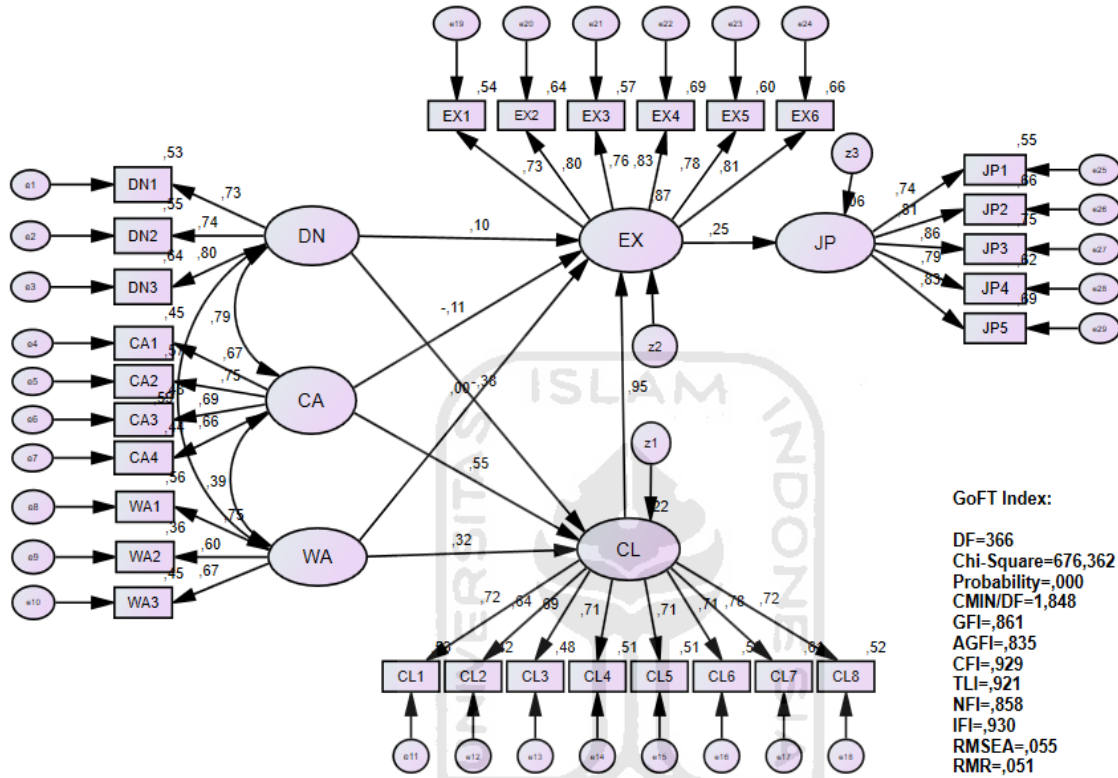 e19 e20 e21 e22 e23 e24
,54 ,64 ,57 ,69 ,60 ,66
EX1 EX2 EX3 EX4 EX5 EX6
,73 ,80 ,76 ,83 ,78 ,81
z3
,55
e1 DN1 ,53
,73
JP1 e25
,66
,74
e2 DN2 ,55
,74
JP2 e26
,75
,81
e3 DN3 ,64
,80
JP3 e27
,62
,86
JP4 e28
,69
,79
JP5 e29
,83
DN
,10
,87
EX
,25
,06
JP
,79
-,11
z2
e4 CA1 ,45
,67
e5 CA2 ,57
,75
e6 CA3
,69
,59
e7 CA4 ,44
,66
CA
,00
-,38
,95
ISLAM
z1
,55
,39
e8 WA1 ,56
,75
e9 WA2 ,36
,60
e10 WA3 ,45
,67
WA
,32
,22
CL
UNIVERSITAS
INDONESIA
,72 ,64 ,69 ,71 ,71 ,71 ,78 ,72
,48 ,51 ,51 ,52
CL1 CL2 CL3 CL4 CL5 CL6 CL7 CL8
e11 e12 e13 e14 e15 e16 e17 e18
GoFT Index:
DF=366
Chi-Square=676,362
Probability=,000
CMIN/DF=1,848
GFI=,861
AGFI=,835
CFI=,929
TLI=,921
NFI=,858
IFI=,930
RMSEA=,055
RMR=,051